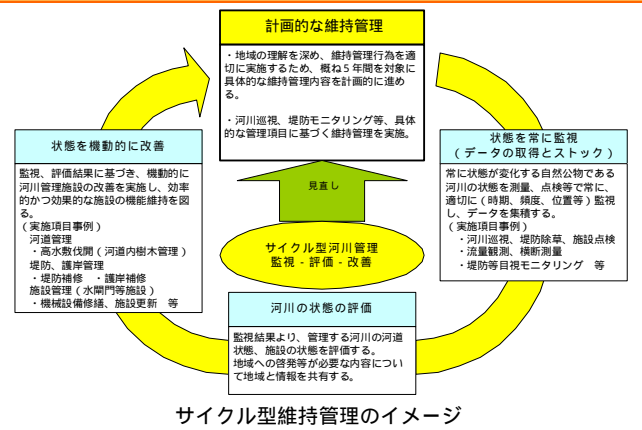 計画的な維持管理
・地域の理解を深め、維持管理行為を適
切に実施するため、概ね５年間を対象に
具体的な維持管理内容を計画的に進め
る。
・河川巡視、堤防モニタリング等、具体
的な管理項目に基づく維持管理を実施。
状態を機動的に改善
監視、評価結果に基づき、機動的に
河川管理施設の改善を実施し、効率
的かつ効果的な施設の機能維持を図
る。
（実施項目事例）
河道管理
・高水敷伐開（河道内樹木管理）
堤防、護岸管理
・堤防補修　・護岸補修
施設管理（水閘門等施設）
・機械設備修繕、施設更新　等
見直し
サイクル型河川管理
監視‐評価‐改善
状態を常に監視
（データの取得とストック）
常に状態が変化する自然公物である
河川の状態を測量、点検等で常に、
適切に（時期、頻度、位置等）監視
し、データを集積する。
（実施項目事例）
・河川巡視、堤防除草、施設点検
・流量観測、横断測量
・堤防等目視モニタリング　等
河川の状態の評価
監視結果より、管理する河川の河道
状態、施設の状態を評価する。
地域への啓発等が必要な内容につい
て地域と情報を共有する。
サイクル型維持管理のイメージ